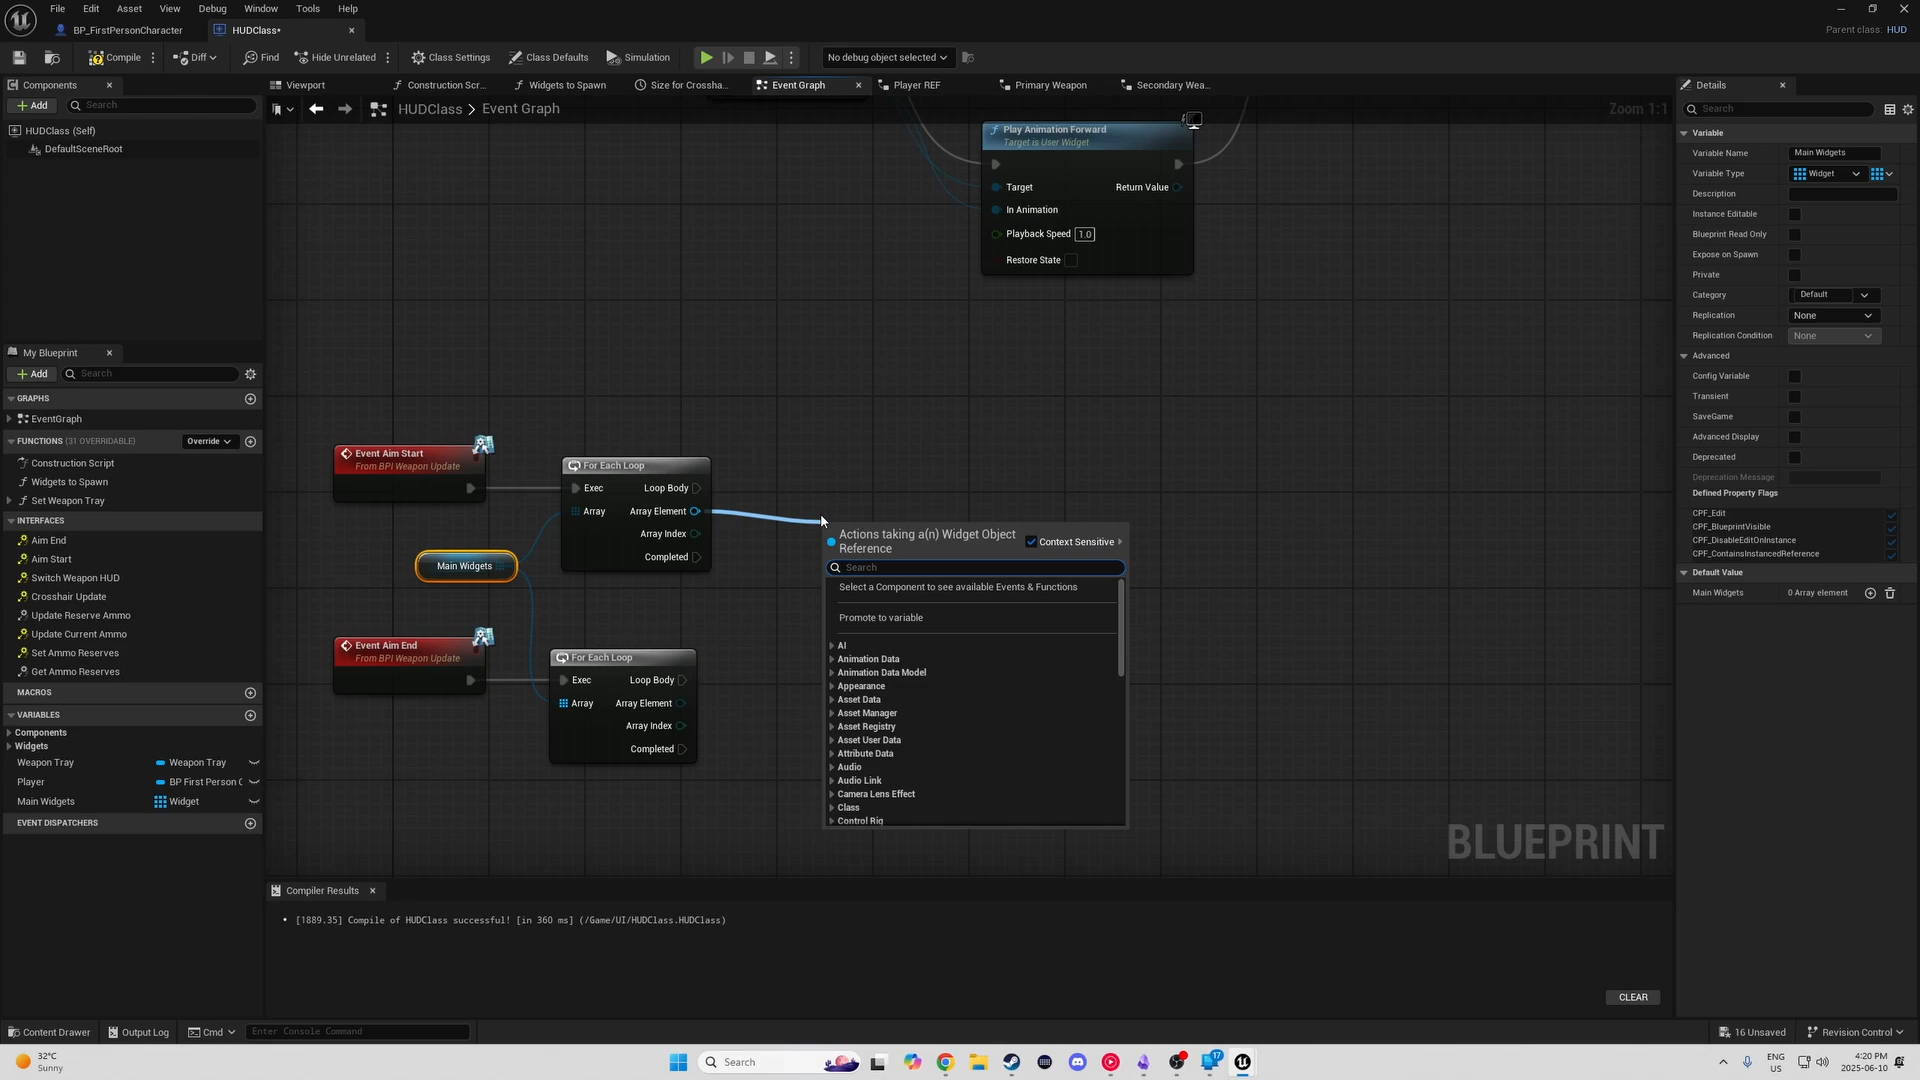 File Edit Asset View Debug Window Tools Help
BP_FirstPersonCharacter
HUDClass•
Parent class: HUD
Compile
Diff
Find
Hide Unrelated
Class Settings
Class Defaults
Simulation
No debug object selected
Components
Add
Search
HUDClass (Self)
DefaultSceneRoot
Viewport
Construction Scr...
Widgets to Spawn
Size for Crossha...
Event Graph
Player REF
Primary Weapon
Secondary Wea...
HUDClass > Event Graph
Zoom 1:1
Play Animation Forward
Target is User Widget
Target
Return Value
In Animation
Playback Speed 1.0
Restore State
Event Aim Start
From BPI Weapon Update
For Each Loop
Exec
Loop Body
Array
Array Element
Array Index
Completed
Main Widgets
Event Aim End
From BPI Weapon Update
For Each Loop
Exec
Loop Body
Array
Array Element
Array Index
Completed
Actions taking a(n) Widget Object
Reference
Context Sensitive
Search
Select a Component to see available Events & Functions
Promote to variable
AI
Animation Data
Animation Data Model
Appearance
Asset Data
Asset Manager
Asset Registry
Asset User Data
Attribute Data
Audio
Audio Link
Camera Lens Effect
Class
Control Rig
BLUEPRINT
My Blueprint
Add
Search
GRAPHS
EventGraph
FUNCTIONS (31 OVERRIDABLE)
Override
Construction Script
Widgets to Spawn
Set Weapon Tray
INTERFACES
Aim End
Aim Start
Switch Weapon HUD
Crosshair Update
Update Reserve Ammo
Update Current Ammo
Set Ammo Reserves
Get Ammo Reserves
MACROS
VARIABLES
Components
Widgets
Weapon Tray Weapon Tray
Player BP First Person C
Main Widgets Widget
EVENT DISPATCHERS
Compiler Results
• [1889.35] Compile of HUDClass successful! [in 360 ms] (/Game/UI/HUDClass.HUDClass)
CLEAR
Details
Search
Variable
Variable Name Main Widgets
Variable Type Widget
Description
Instance Editable
Blueprint Read Only
Expose on Spawn
Private
Category Default
Replication None
Replication Condition None
Advanced
Config Variable
Transient
SaveGame
Advanced Display
Deprecated
Deprecation Message
Defined Property Flags
CPF_Edit
CPF_BlueprintVisible
CPF_DisableEditOnInstance
CPF_ContainsInstancedReference
Default Value
Main Widgets 0 Array element
Content Drawer
Output Log
Cmd
Enter Console Command
16 Unsaved
Revision Control
32°C
Sunny
Search
17
ENG
US
4:20 PM
2025-06-10